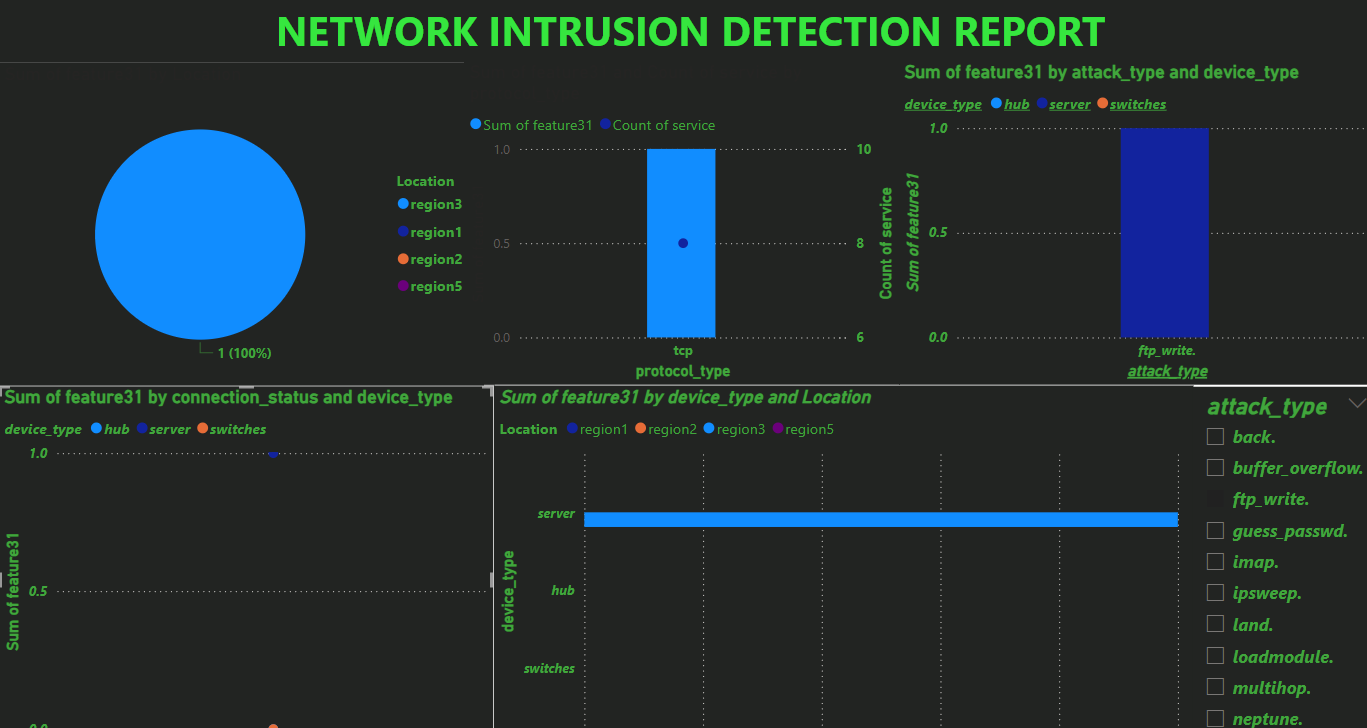 NETWORK INTRUSION DETECTION REPORT
Location
region3
region1
region2
region5
1 (100%)
Sum of feature31 Count of service
1.0
0.5
0.0
10
8
6
Count of service
tcp
protocol_type
Sum of feature31 by attack_type and device_type
device_type hub server switches
Sum of feature31
1.0
0.5
0.0
ftp_write.
attack_type
Sum of feature31 by connection_status and device_type
device_type hub server switches
Sum of feature31
1.0
0.5
0.0
Sum of feature31 by device_type and Location
Location region1 region2 region3 region5
device_type
server
hub
switches
attack_type
back.
buffer_overflow.
ftp_write.
guess_passwd.
imap.
ipsweep.
land.
loadmodule.
multihop.
neptune.